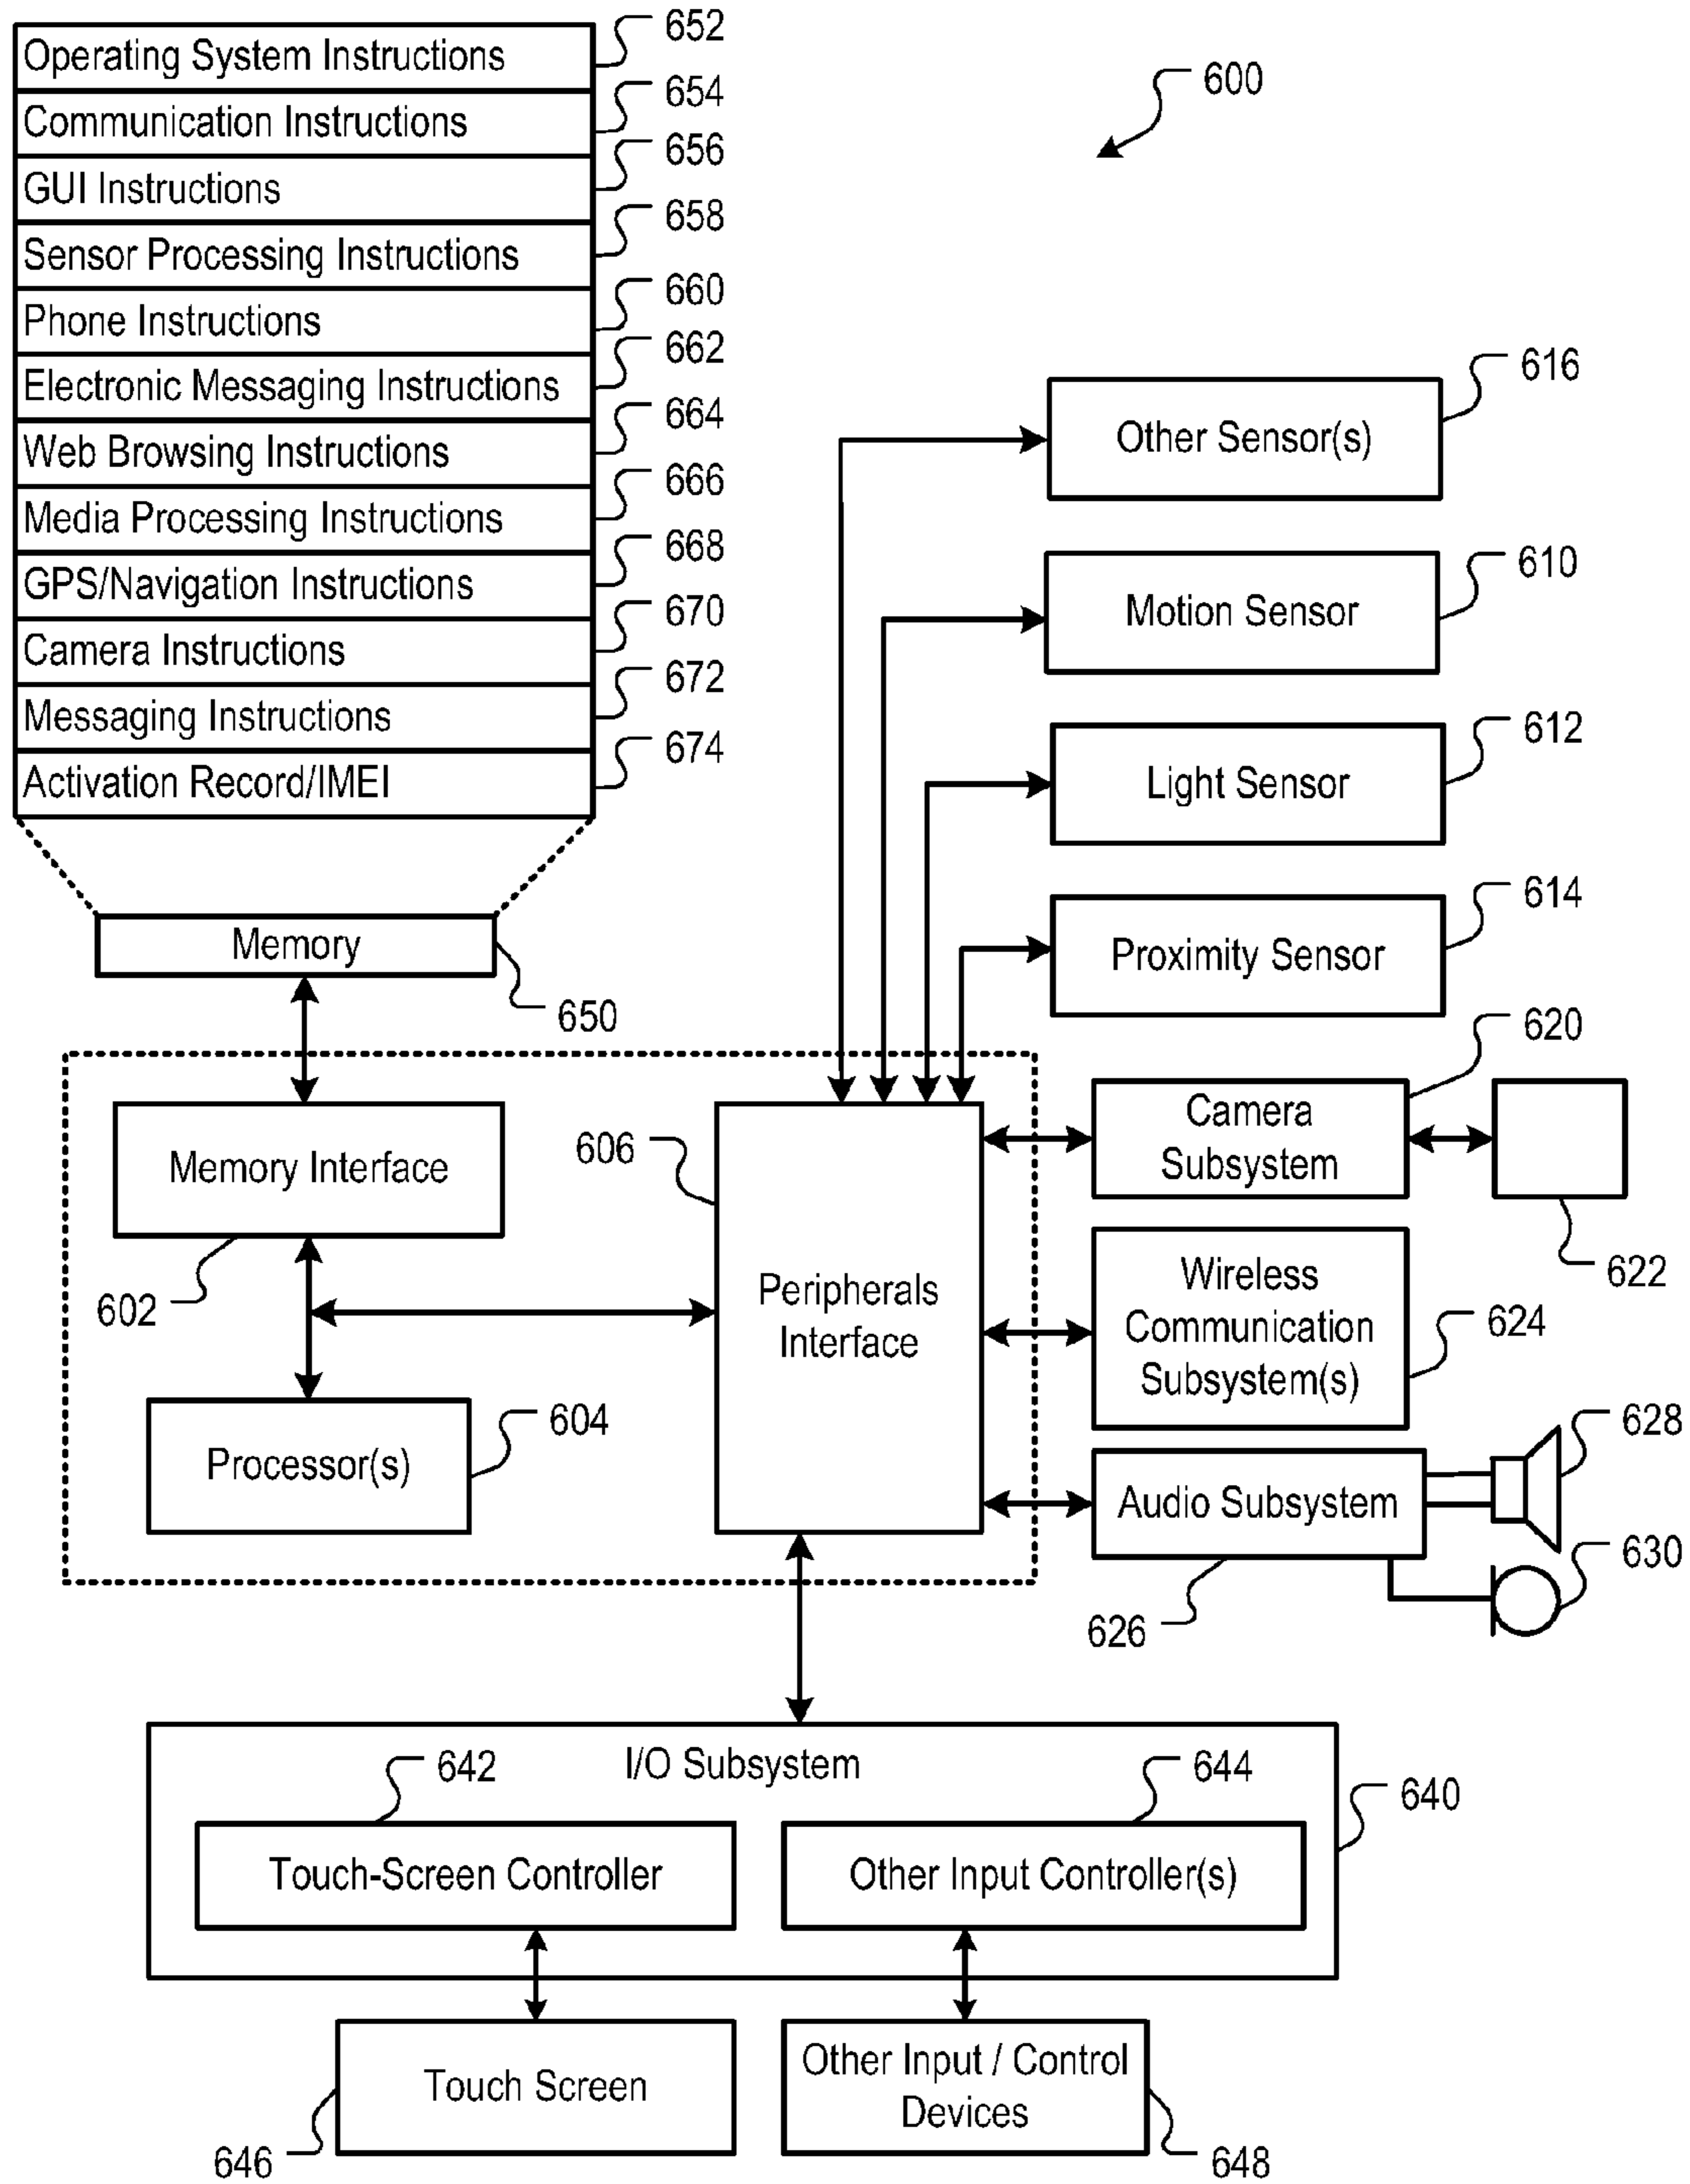 652
Operating System Instructions
654
Communication Instructions
656
GUI Instructions
658
Sensor Processing Instructions
660
Phone Instructions
662
Electronic Messaging Instructions
664
Web Browsing Instructions
666
Media Processing Instructions
668
GPS/Navigation Instructions
670
Camera Instructions
672
Messaging Instructions
674
Activation Record/IMEI
600
616
Other Sensor(s)
610
Motion Sensor
612
Light Sensor
614
Proximity Sensor
Memory
650
620
Camera
Subsystem
622
Memory Interface
602
606
Peripherals
Interface
Wireless
Communication
Subsystem(s)
624
Processor(s)
604
628
Audio Subsystem
626
630
I/O Subsystem
642
644
640
Touch-Screen Controller
Other Input Controller(s)
Touch Screen
646
Other Input / Control
Devices
648